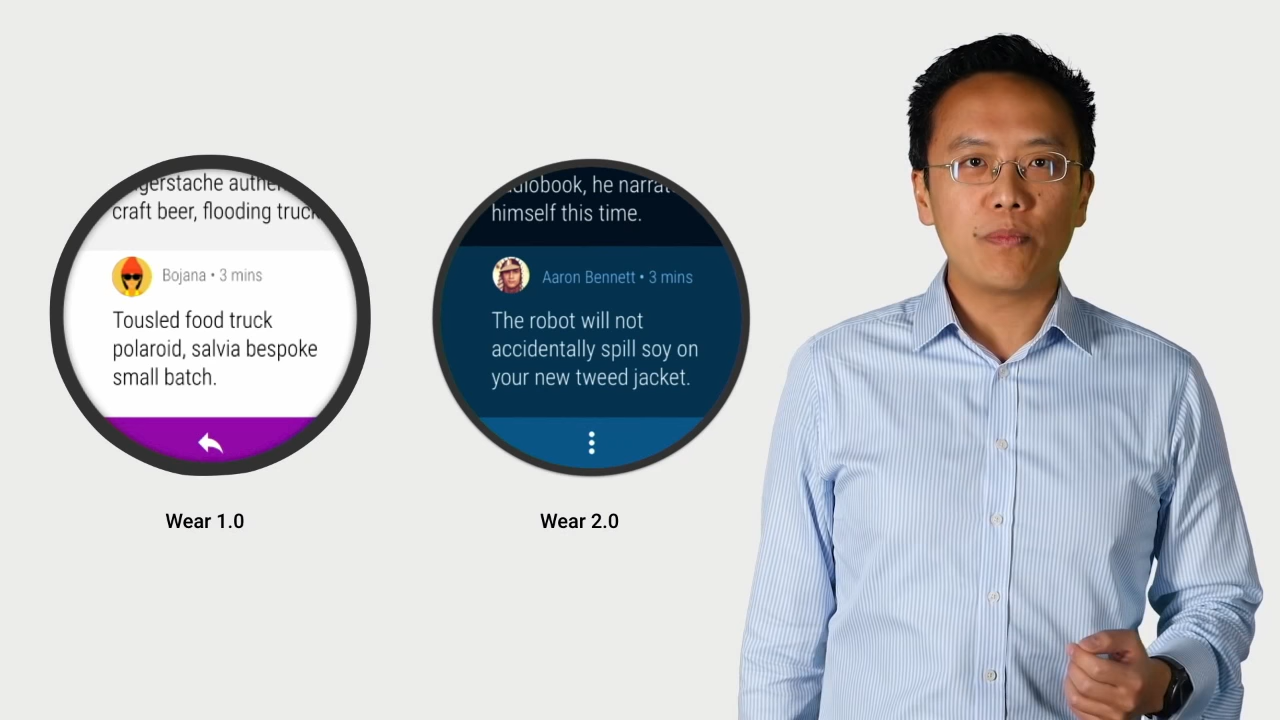 craft beer, flooding
Bojana • 3 mins
Tousled food truck
polaroid, salvia bespoke
small batch.
Wear 1.0
he
himself this time.
Aaron Bennett • 3 mins
The robot will not
accidentally spill soy on
your new tweed jacket.
Wear 2.0